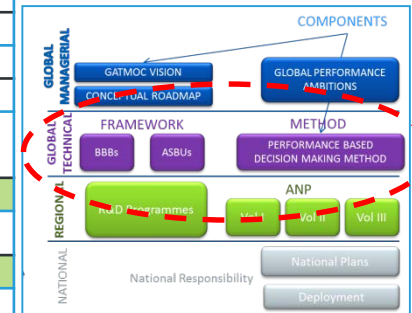 COMPONENTS
GLOBAL
MANAGERIAL
GATMOC VISION
CONCEPTUAL ROADMAP
GLOBAL PERFORMANCE
AMBITIONS
GLOBAL
TECHNICAL
FRAMEWORK
METHOD
BBBs
ASBUs
PERFORMANCE BASED
DECISION MAKING METHOD
REGIONAL
R&D Programmes
ANP
Vol I
Vol II
Vol III
NATIONAL
National Responsibility
National Plans
Deployment